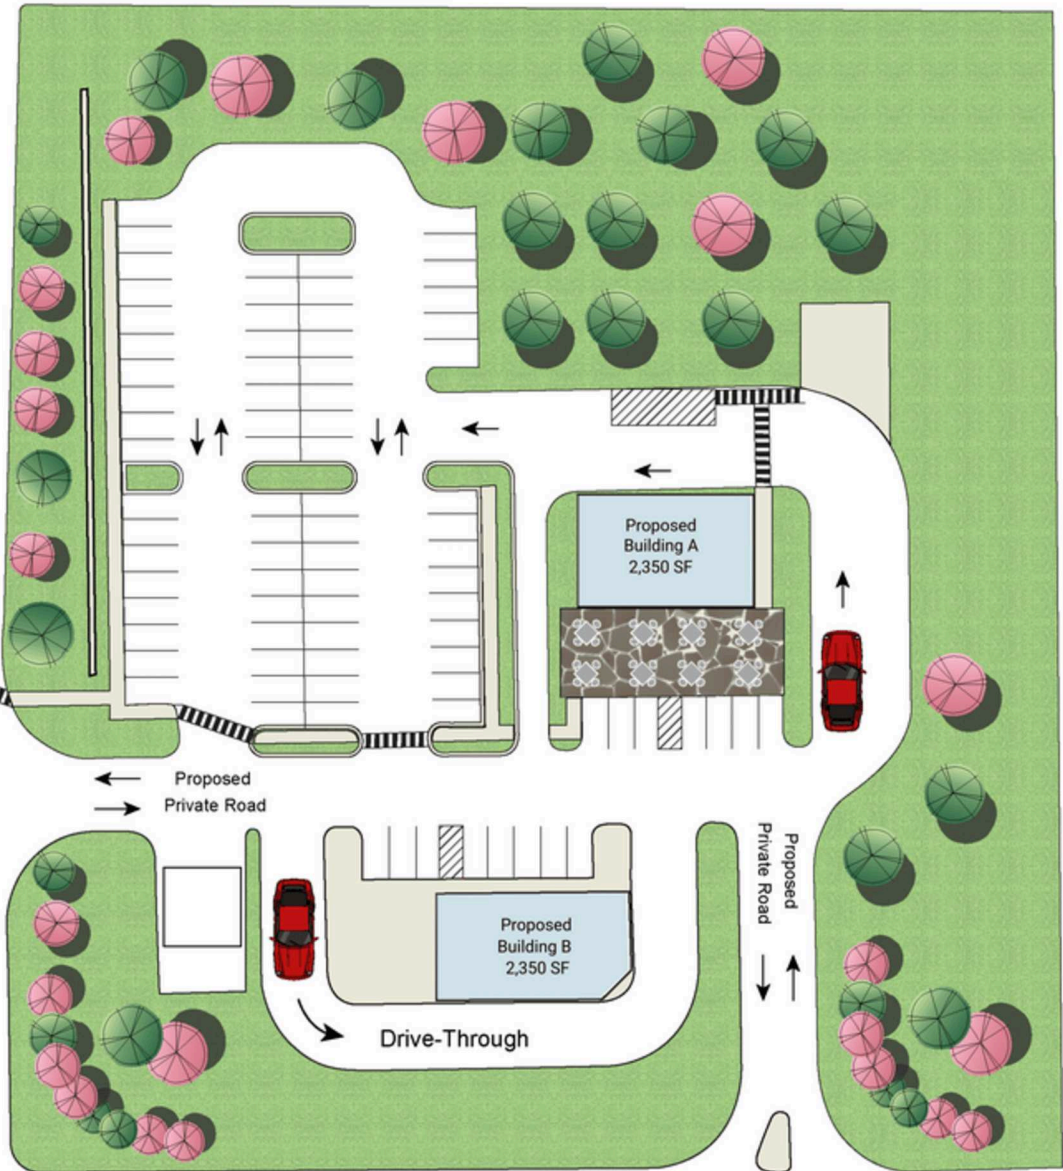 Proposed
Building A
2,350 SF
Proposed
Private Road
Proposed
Private Road
Proposed
Building B
2,350 SF
Drive-Through